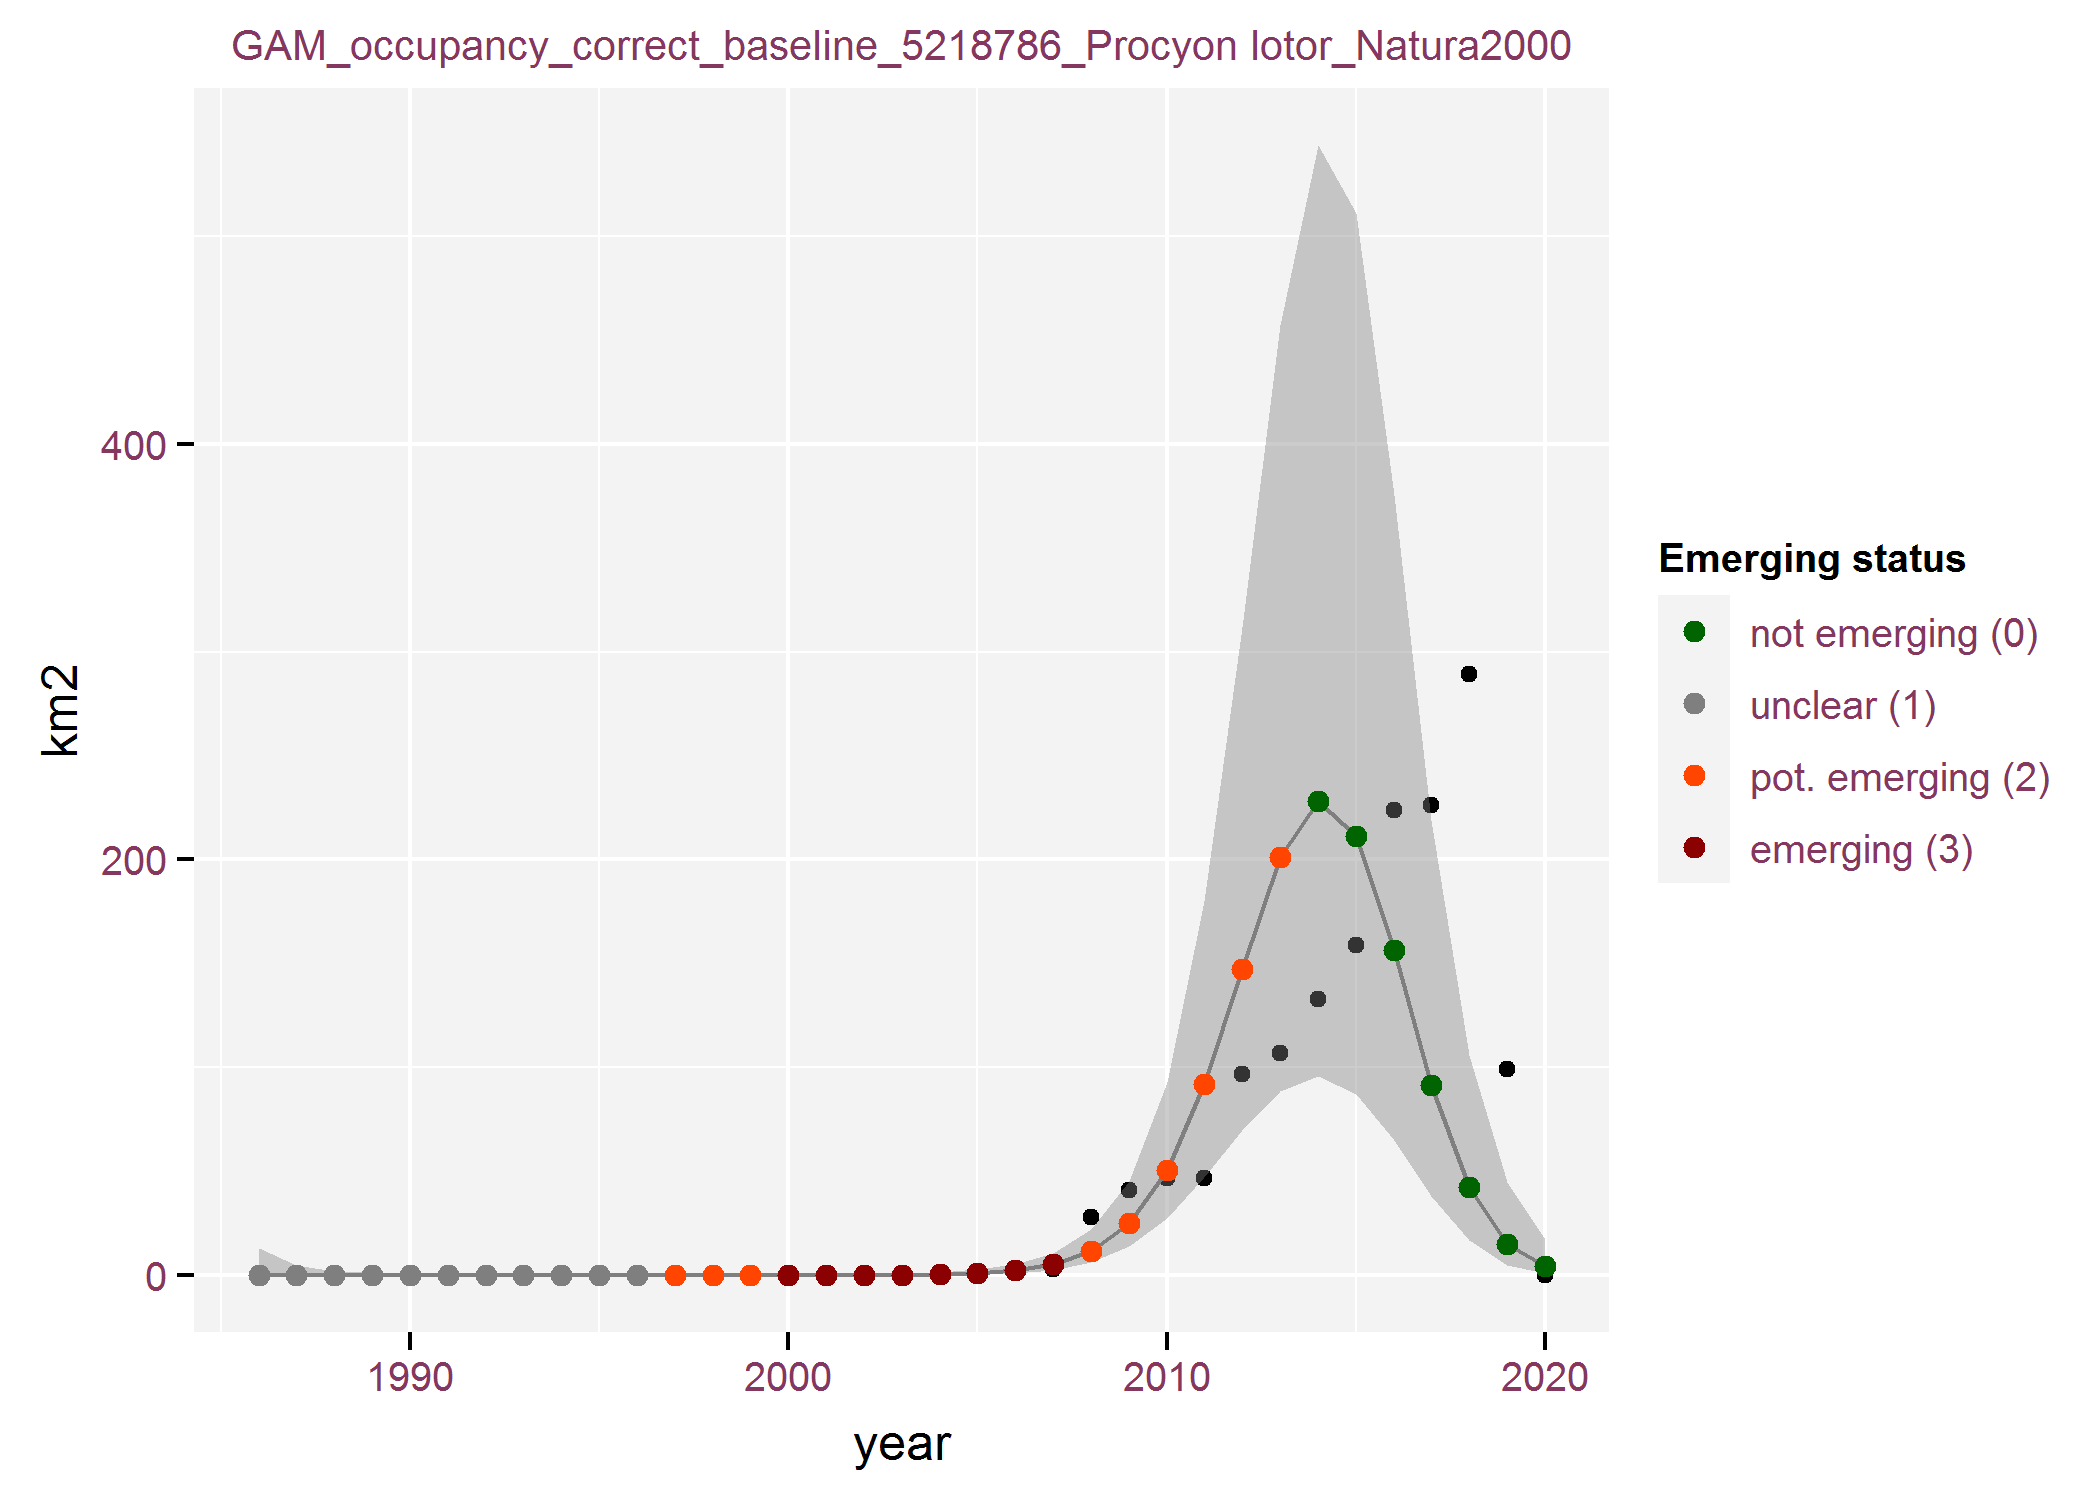 GAM_occupancy_correct_baseline_5218786_Procyon lotor_Natura2000
km2
400
200
0
1990 2000 2010 2020
year
Emerging status
not emerging (0)
unclear (1)
pot. emerging (2)
emerging (3)